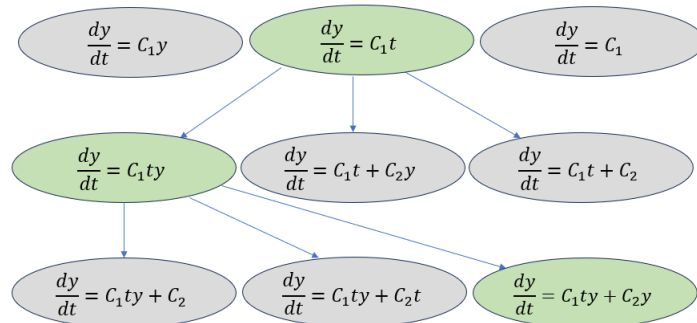 dy/dt = C₁y
dy/dt = C₁t
dy/dt = C₁
dy/dt = C₁ty
dy/dt = C₁t + C₂y
dy/dt = C₁t + C₂
dy/dt = C₁ty + C₂
dy/dt = C₁ty + C₂t
dy/dt = C₁ty + C₂y